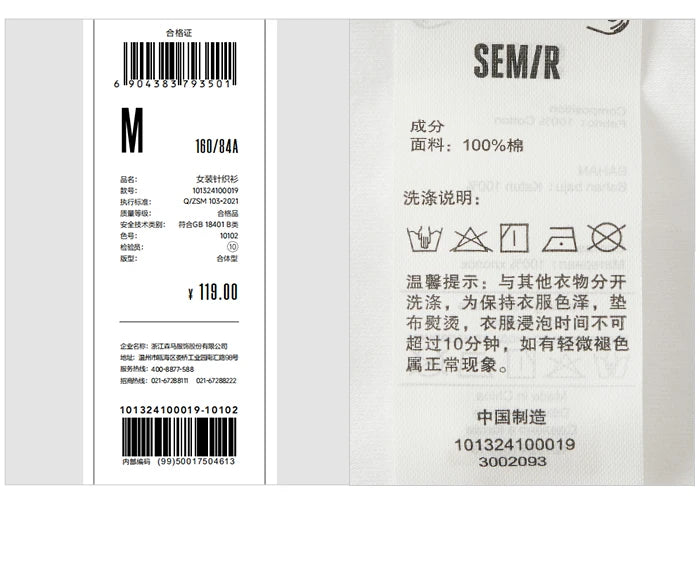 合格证
6 904383 793501
M
160/84A
品名: 女装针织衫
款号: 101324100019
执行标准: Q/ZSM 103-2021
质量等级: 合格品
安全技术类别: 符合GB 18401 B类
色号: 10102
检验员: 10
版型: 合体型
¥ 119.00
企业名称: 浙江森马服饰股份有限公司
地址: 温州市瓯海区娄桥工业园南汇路98号
服务热线: 400-8877-588
招商热线: 021-67288111 021-67288222
101324100019-10102
内部编码 (99)50017504613
SEMIR
成分
面料: 100%棉
洗涤说明:
温馨提示: 与其他衣物分开
洗涤, 为保持衣服色泽, 垫
布熨烫, 衣服浸泡时间不可
超过10分钟, 如有轻微褪色
属正常现象。
中国制造
101324100019
3002093